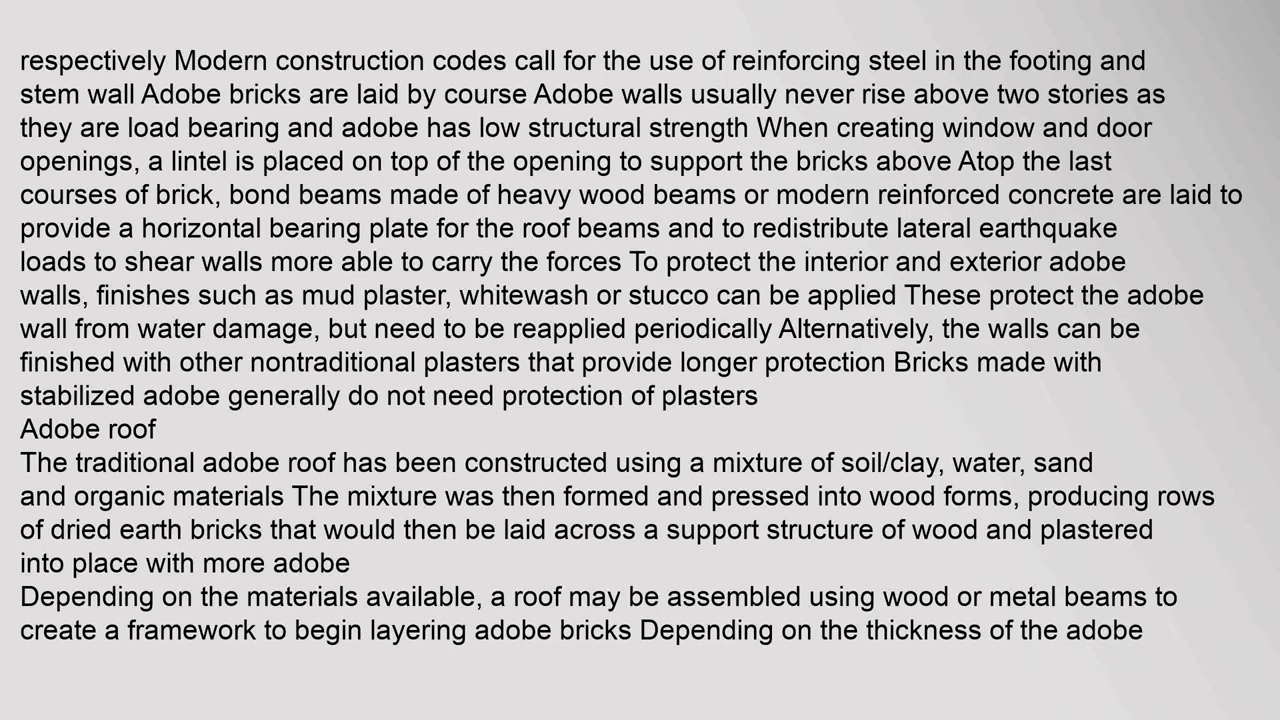 respectively Modern construction codes call for the use of reinforcing steel in the footing and
stem wall Adobe bricks are laid by course Adobe walls usually never rise above two stories as
they are load bearing and adobe has low structural strength When creating window and door
openings, a lintel is placed on top of the opening to support the bricks above Atop the last
courses of brick, bond beams made of heavy wood beams or modern reinforced concrete are laid to
provide a horizontal bearing plate for the roof beams and to redistribute lateral earthquake
loads to shear walls more able to carry the forces To protect the interior and exterior adobe
walls, finishes such as mud plaster, whitewash or stucco can be applied These protect the adobe
wall from water damage, but need to be reapplied periodically Alternatively, the walls can be
finished with other nontraditional plasters that provide longer protection Bricks made with
stabilized adobe generally do not need protection of plasters
Adobe roof
The traditional adobe roof has been constructed using a mixture of soil/clay, water, sand
and organic materials The mixture was then formed and pressed into wood forms, producing rows
of dried earth bricks that would then be laid across a support structure of wood and plastered
into place with more adobe
Depending on the materials available, a roof may be assembled using wood or metal beams to
create a framework to begin layering adobe bricks Depending on the thickness of the adobe